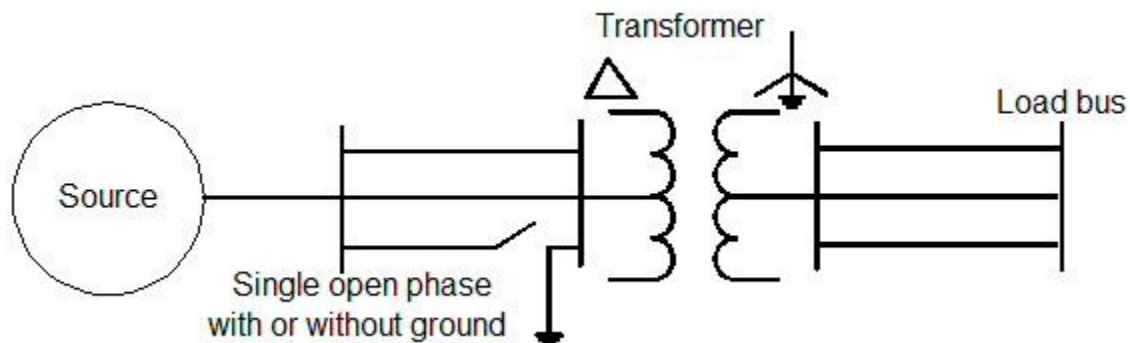 Transformer
Load bus
Source
Single open phase
with or without ground